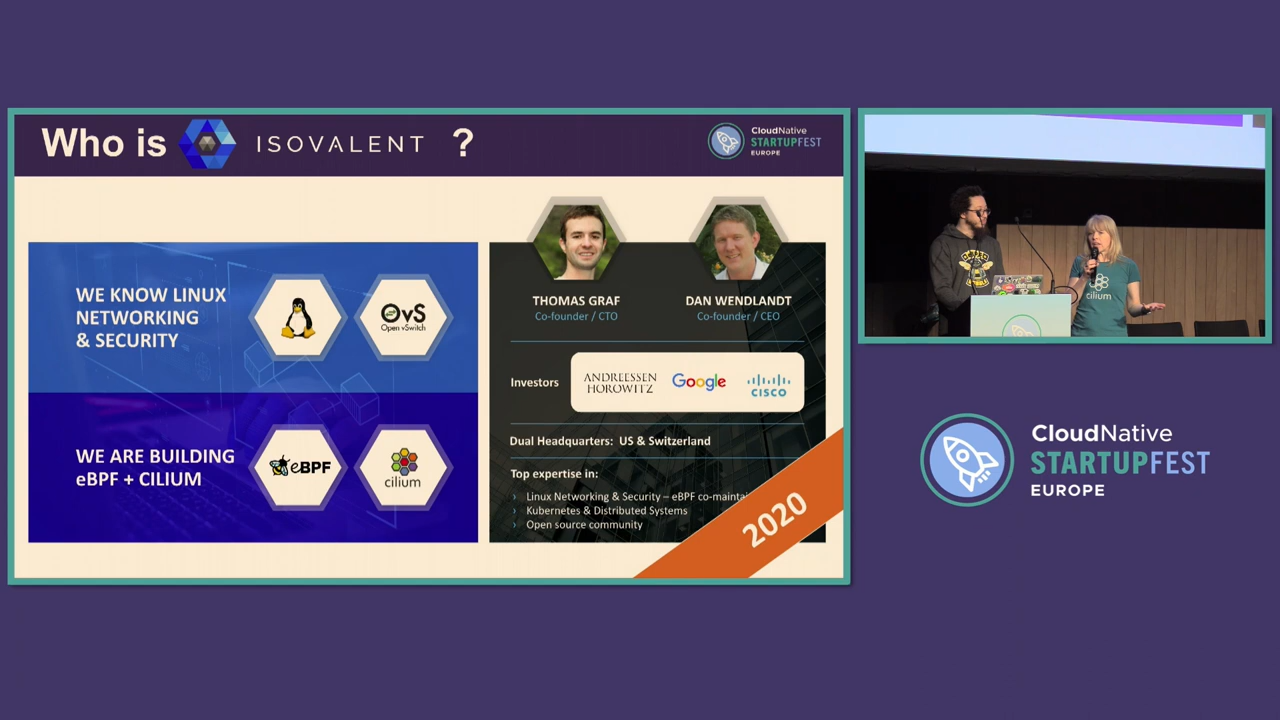 Who is ISOVALENT ?
CloudNative
STARTUPFEST
EUROPE
WE KNOW LINUX
NETWORKING
& SECURITY
OvS
Open vSwitch
WE ARE BUILDING
eBPF + CILIUM
eBPF
cilium
THOMAS GRAF
Co-founder / CTO
DAN WENDLANDT
Co-founder / CEO
Investors
ANDREESSEN
HOROWITZ
Google
CISCO
Dual Headquarters: US & Switzerland
Top expertise in:
› Linux Networking & Security – eBPF co-maintai
› Kubernetes & Distributed Systems
› Open source community
2020
cilium
CloudNative
STARTUPFEST
EUROPE